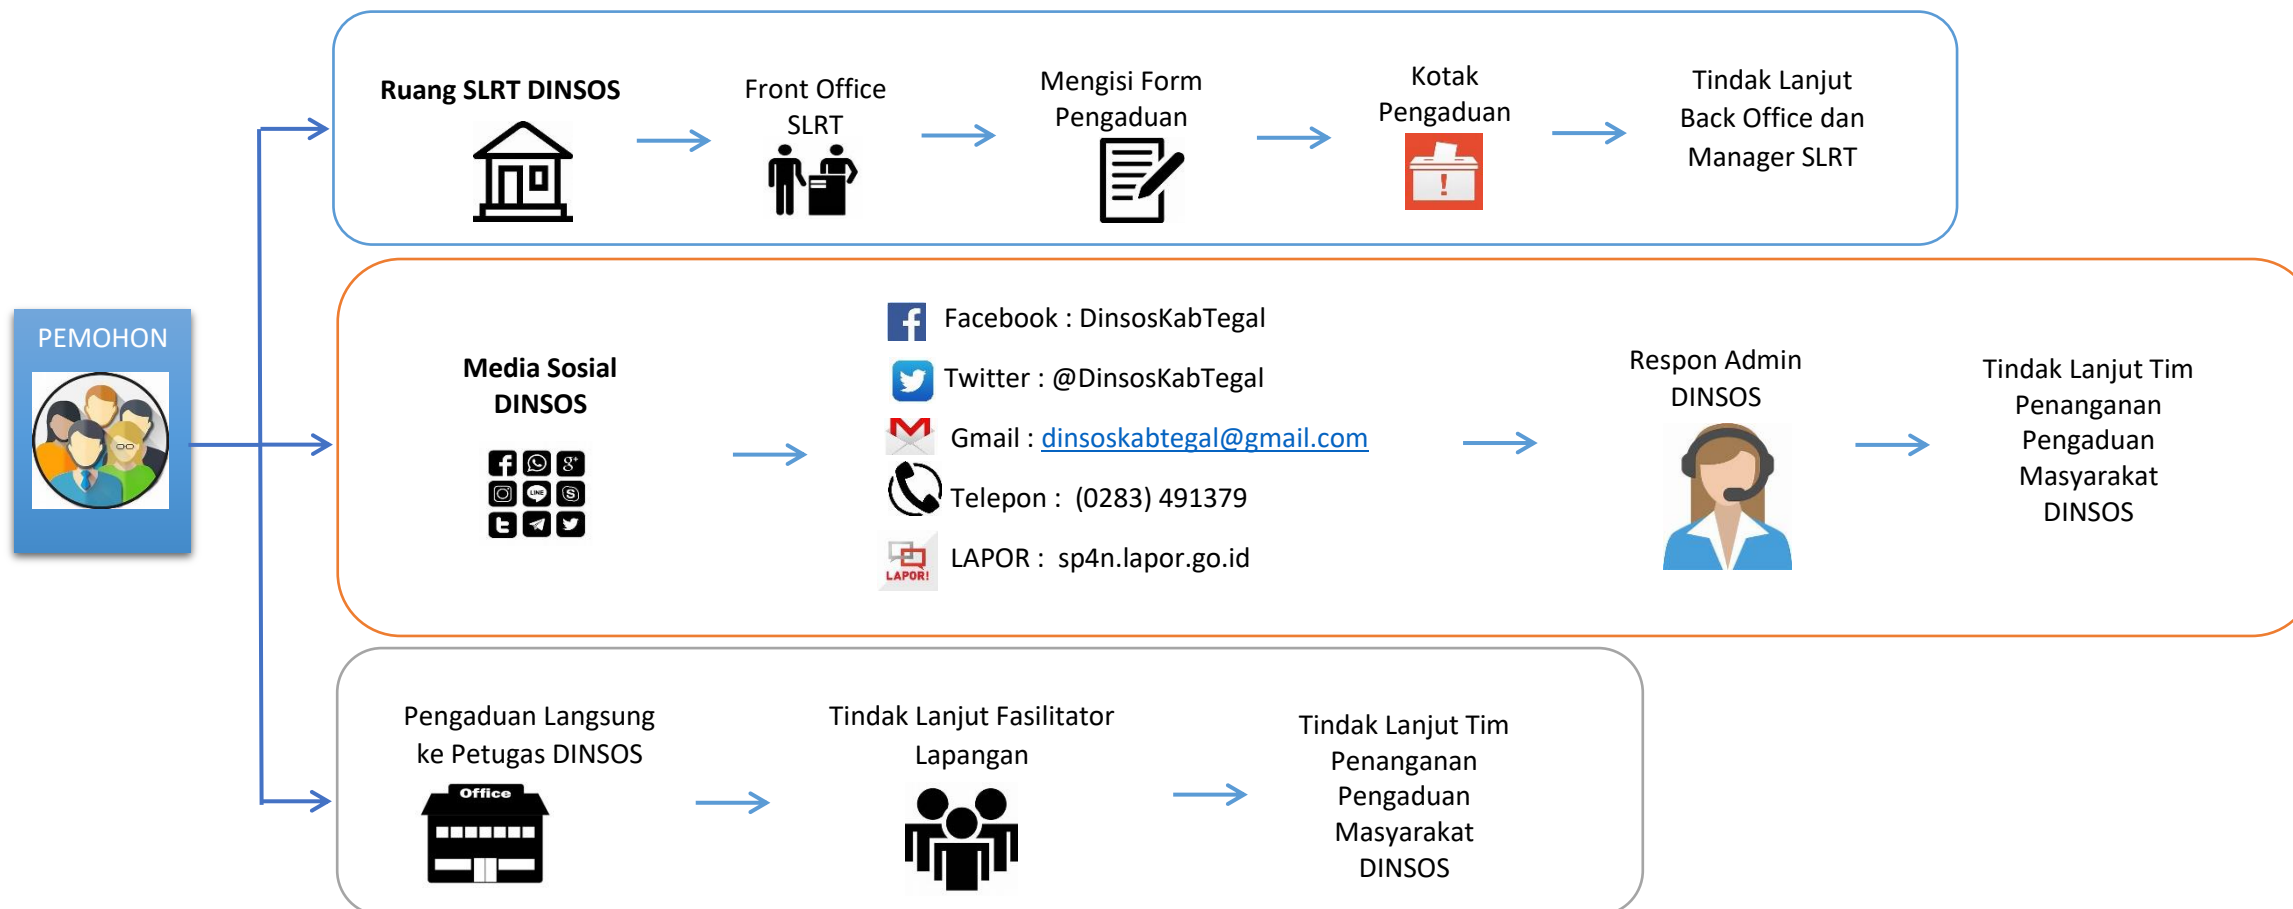 PEMOHON
Ruang SLRT DINSOS
Front Office
SLRT
Mengisi Form
Pengaduan
Kotak
Pengaduan
!
Tindak Lanjut
Back Office dan
Manager SLRT
Media Sosial
DINSOS
LINE
Facebook : DinsosKabTegal
Twitter : @DinsosKabTegal
Gmail : dinsoskabtegal@gmail.com
Telepon :  (0283) 491379
LAPOR!
LAPOR :  sp4n.lapor.go.id
Respon Admin
DINSOS
Tindak Lanjut Tim
Penanganan
Pengaduan
Masyarakat
DINSOS
Pengaduan Langsung
ke Petugas DINSOS
Office
Tindak Lanjut Fasilitator
Lapangan
Tindak Lanjut Tim
Penanganan
Pengaduan
Masyarakat
DINSOS